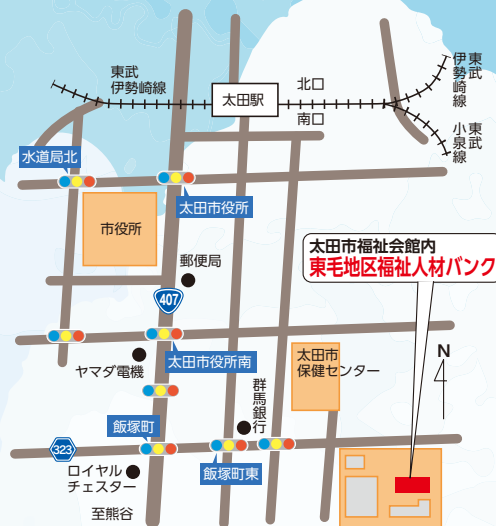 東武
伊勢崎線
太田駅
北口
南口
東武
伊勢崎線
東武
小泉線
水道局北
太田市役所
市役所
郵便局
太田市福祉会館内
東毛地区福祉人材バンク
407
太田市役所南
ヤマダ電機
太田市
保健センター
N
飯塚町
群馬銀行
323
飯塚町東
ロイヤル
チェスター
至熊谷